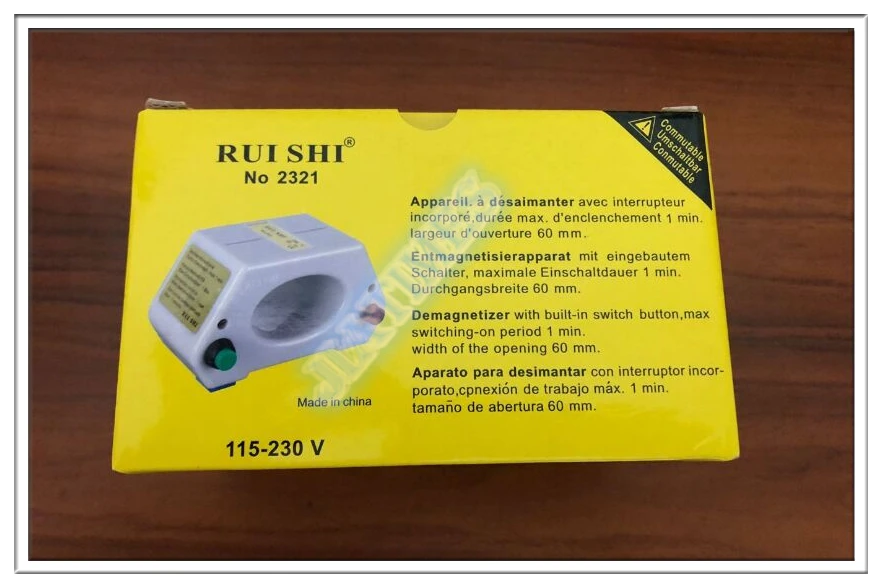 RUI SHI®
No 2321
Commutable
Umschaltbar
Conmutable
Appareil. à désaimanter avec interrupteur
incorporé,durée max. d'enclenchement 1 min.
largeur d'ouverture 60 mm.
Entmagnetisierapparat mit eingebautem
Schalter, maximale Einschaltdauer 1 min.
Durchgangsbreite 60 mm.
Demagnetizer with built-in switch button,max
switching-on period 1 min.
width of the opening 60 mm.
Aparato para desimantar con interruptor incor-
porato,cpnexión de trabajo máx. 1 min.
tamaño de abertura 60 mm.
RUI SHI
Made in china
115-230 V